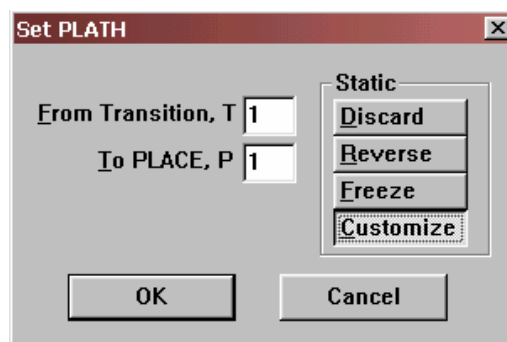 Set PLATH
From Transition, T 1
To PLACE, P 1
Static
Discard
Reverse
Freeze
Customize
OK Cancel